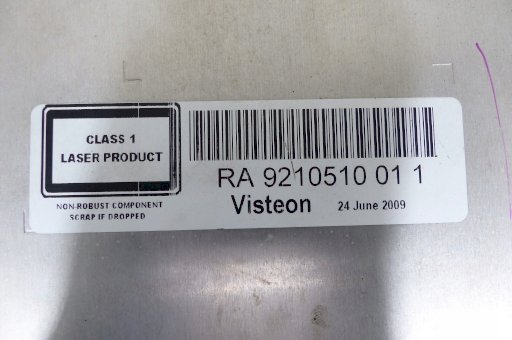 CLASS 1
LASER PRODUCT
NON-ROBUST COMPONENT
SCRAP IF DROPPED
RA 9210510 01 1
Visteon 24 June 2009